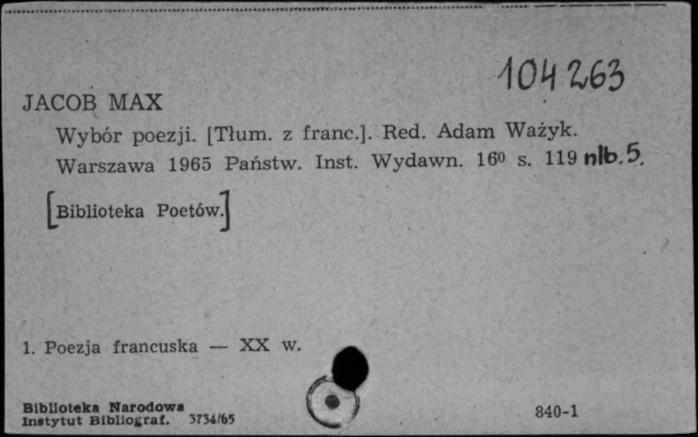 104263
JACOB MAX
Wybór poezji. [Tłum. z franc.]. Red. Adam Ważyk.
Warszawa 1965 Państw. Inst. Wydawn. 16⁰ s. 119 nlb. 5.
[Biblioteka Poetów.]
1. Poezja francuska — XX w.
Biblioteka Narodowa
Instytut Bibliograf. 3734/65
840-1